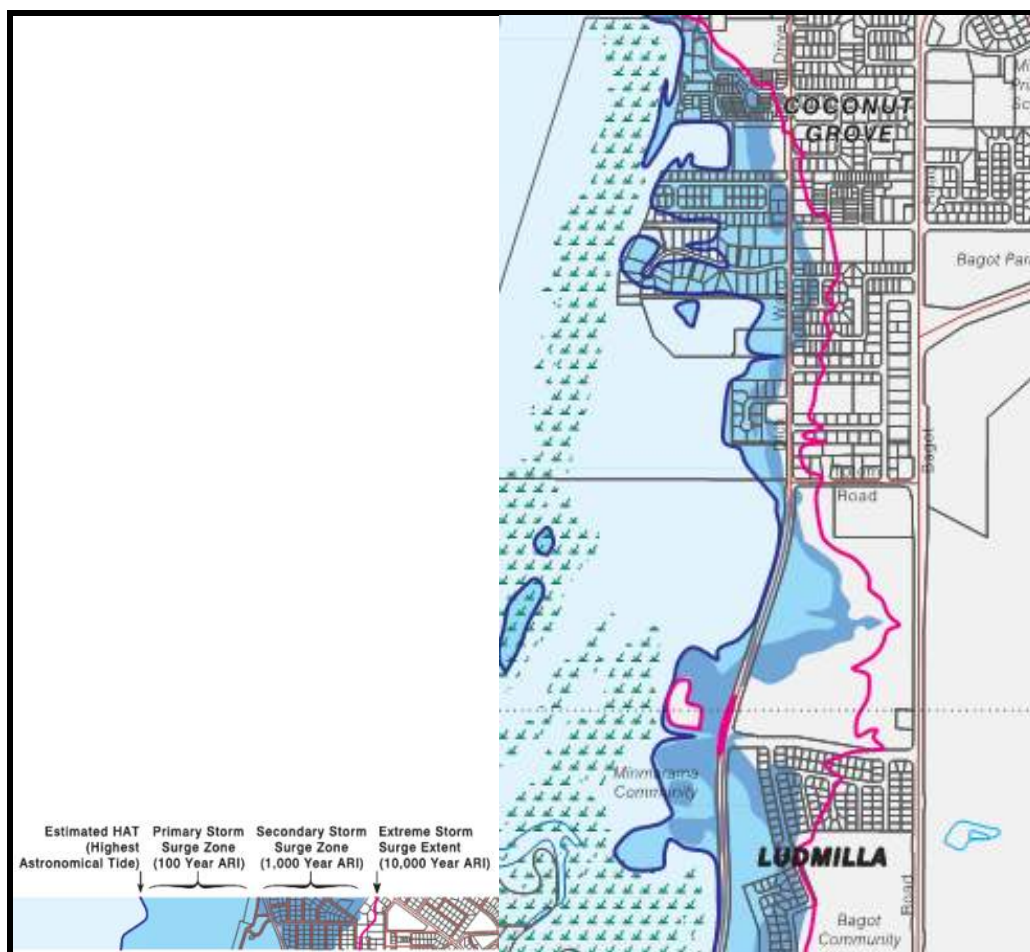 Drive
COCONUT
GROVE
Bagot
Road
Minmarama
Community
LUDMILLA
Bagot
Community
Road
Estimated HAT
(Highest
Astronomical Tide)
Primary Storm
Surge Zone
(100 Year ARI)
Secondary Storm
Surge Zone
(1,000 Year ARI)
Extreme Storm
Surge Extent
(10,000 Year ARI)